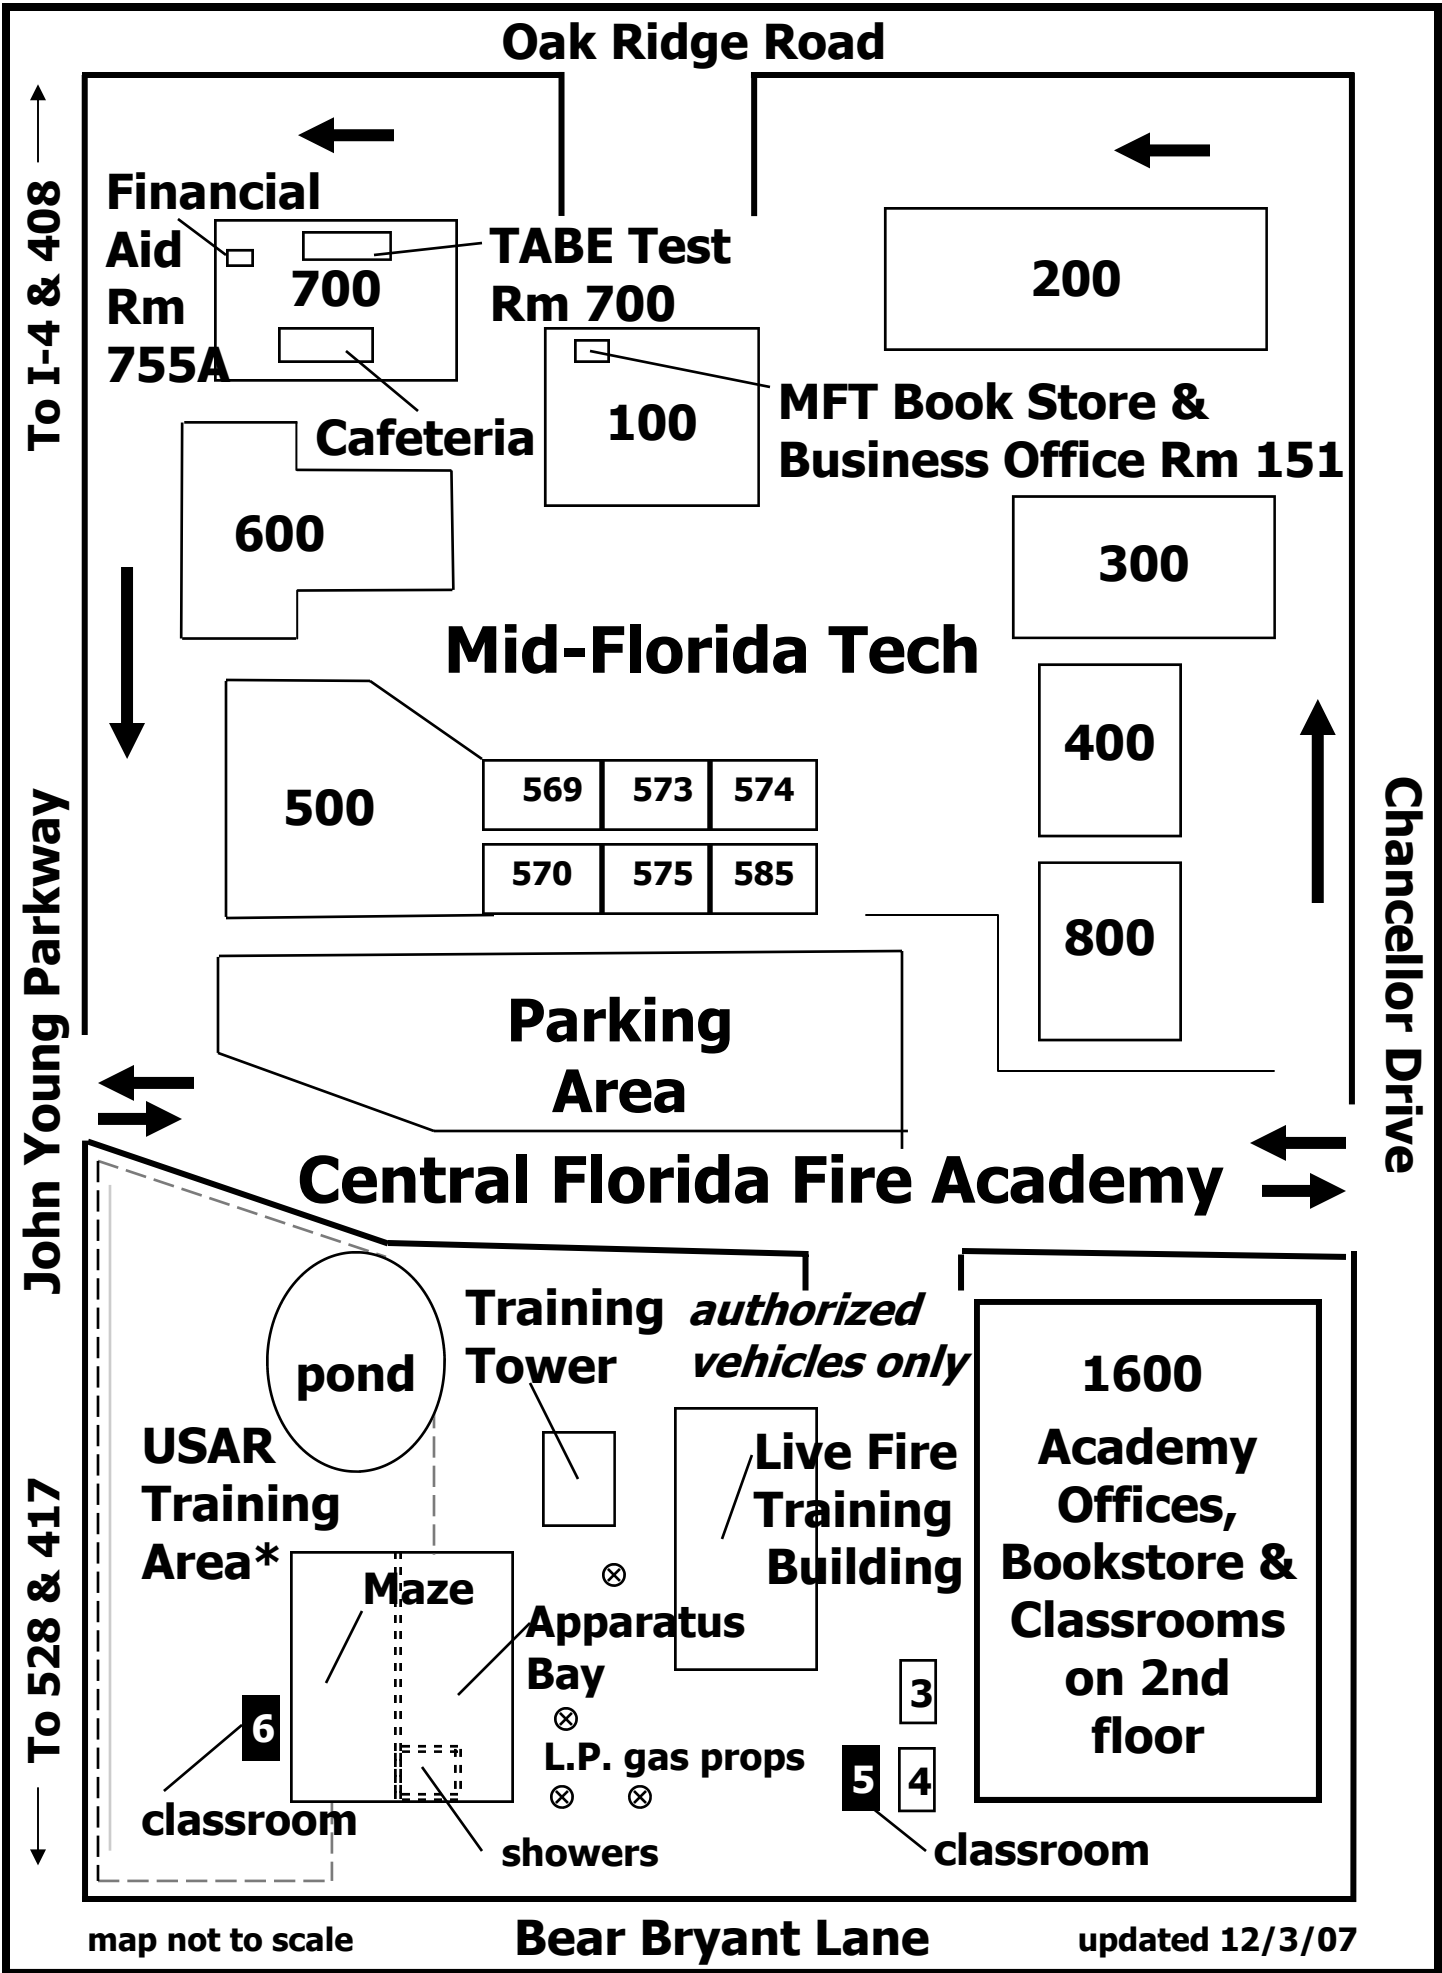 Oak Ridge Road
To I-4 & 408
Financial
Aid
Rm
755A
700
TABE Test
Rm 700
200
Cafeteria
100
MFT Book Store &
Business Office Rm 151
600
300
Mid-Florida Tech
400
500
569
573
574
570
575
585
800
John Young Parkway
Chancellor Drive
Parking
Area
Central Florida Fire Academy
pond
Training
Tower
authorized
vehicles only
1600
Academy
Offices,
Bookstore &
Classrooms
on 2nd
floor
USAR
Training
Area*
Live Fire
Training
Building
Maze
Apparatus
Bay
To 528 & 417
6
3
L.P. gas props
5
4
classroom
showers
classroom
map not to scale
Bear Bryant Lane
updated 12/3/07